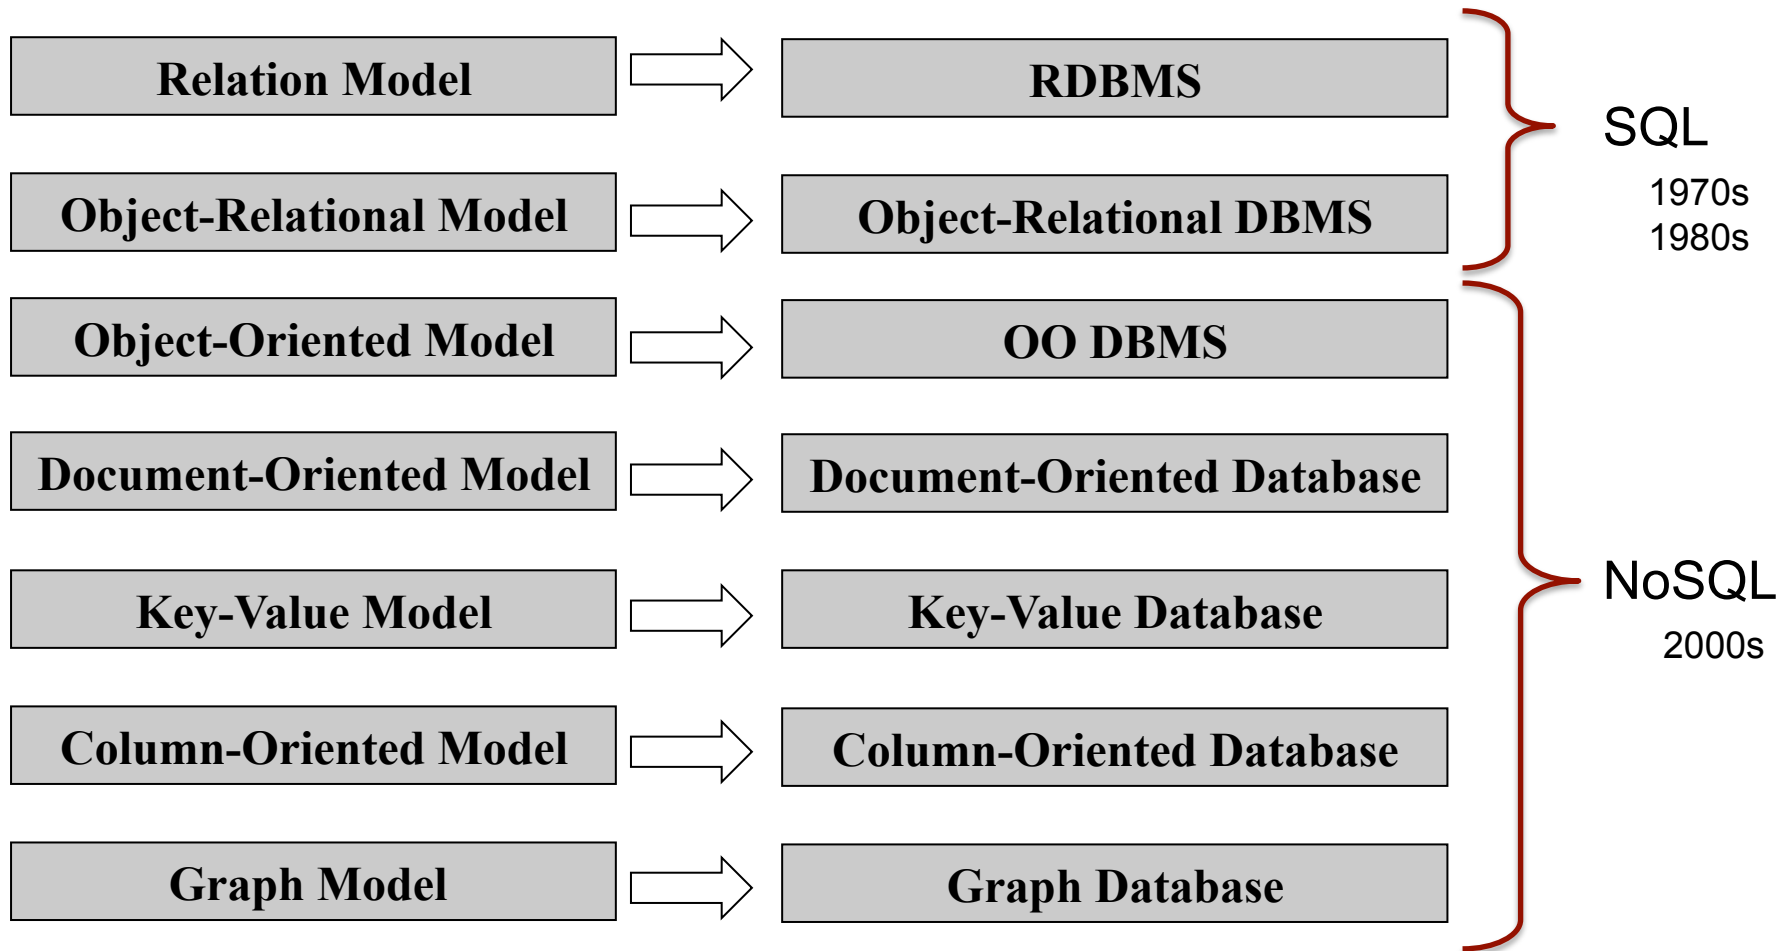 Relation Model
RDBMS
Object-Relational Model
Object-Relational DBMS
SQL
1970s
1980s
Object-Oriented Model
OO DBMS
Document-Oriented Model
Document-Oriented Database
Key-Value Model
Key-Value Database
NoSQL
2000s
Column-Oriented Model
Column-Oriented Database
Graph Model
Graph Database